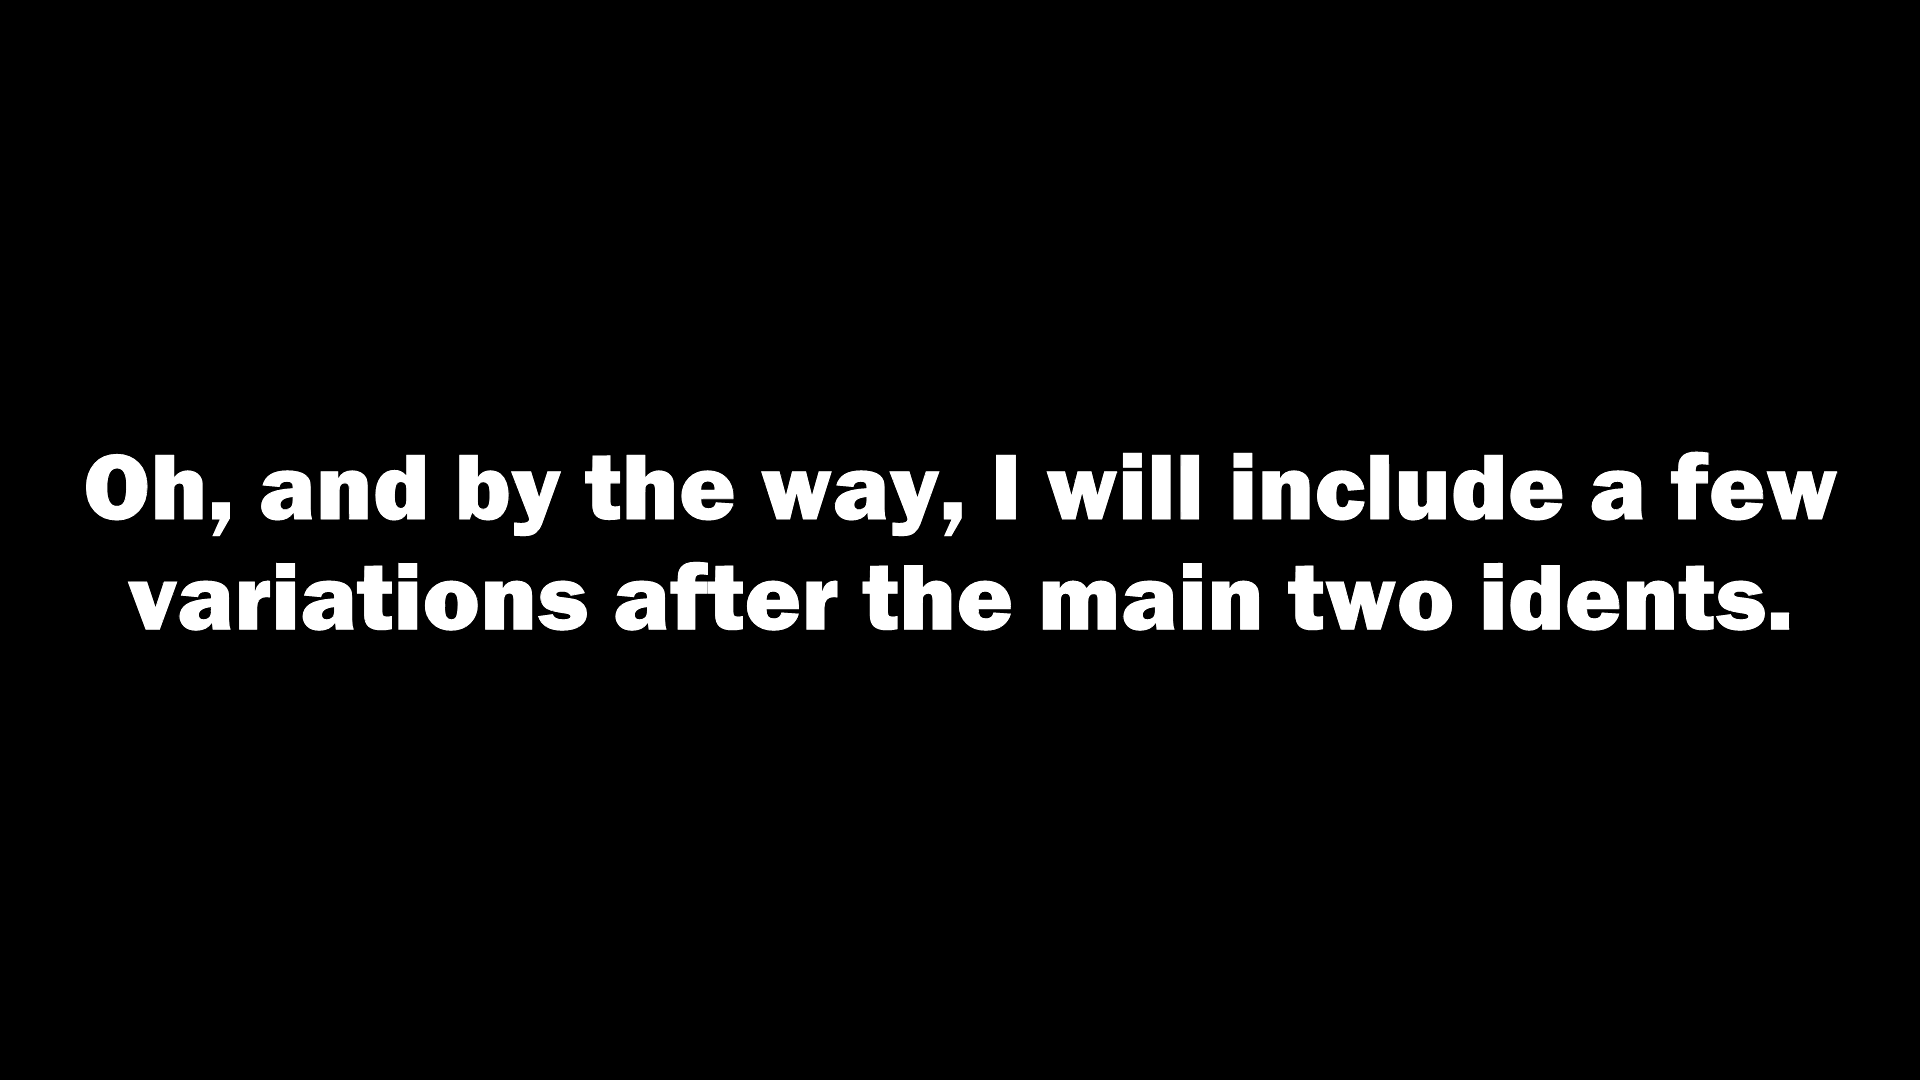 Oh, and by the way, I will include a few
variations after the main two idents.